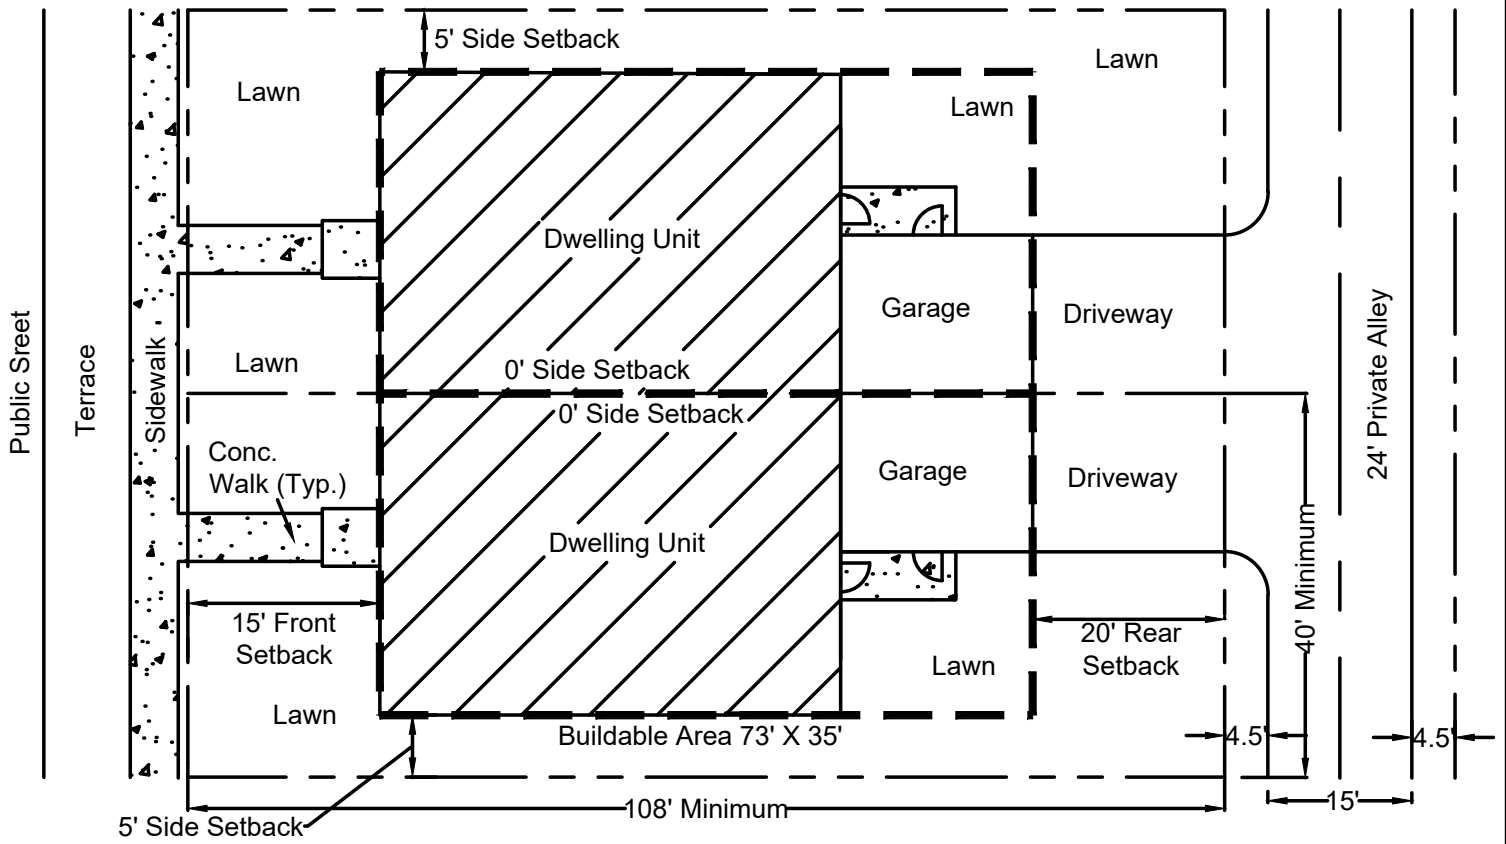 5' Side Setback
Lawn
Lawn
Lawn
Dwelling Unit
Garage
Driveway
Public Sreet
Terrace
Sidewalk
24' Private Alley
Lawn
0' Side Setback
0' Side Setback
Conc.
Walk (Typ.)
Garage
Driveway
Dwelling Unit
40' Minimum
15' Front
Setback
20' Rear
Setback
Lawn
Lawn
Buildable Area 73' X 35'
4.5'
4.5'
108' Minimum
15'
5' Side Setback